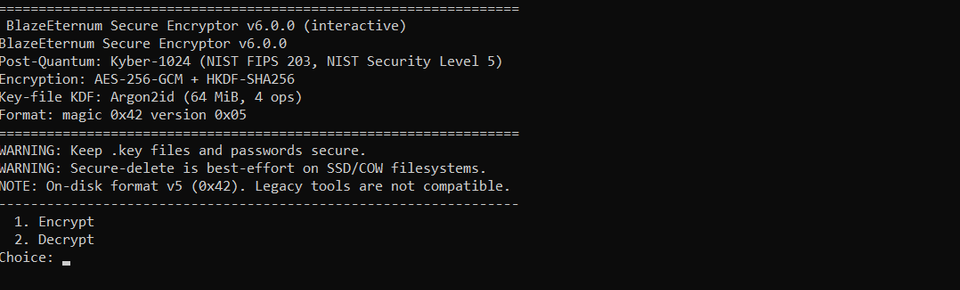 =================================================================
 BlazeEternum Secure Encryptor v6.0.0 (interactive)
BlazeEternum Secure Encryptor v6.0.0
Post-Quantum: Kyber-1024 (NIST FIPS 203, NIST Security Level 5)
Encryption: AES-256-GCM + HKDF-SHA256
Key-file KDF: Argon2id (64 MiB, 4 ops)
Format: magic 0x42 version 0x05
=================================================================
WARNING: Keep .key files and passwords secure.
WARNING: Secure-delete is best-effort on SSD/COW filesystems.
NOTE: On-disk format v5 (0x42). Legacy tools are not compatible.
-----------------------------------------------------------------
  1. Encrypt
  2. Decrypt
Choice: _